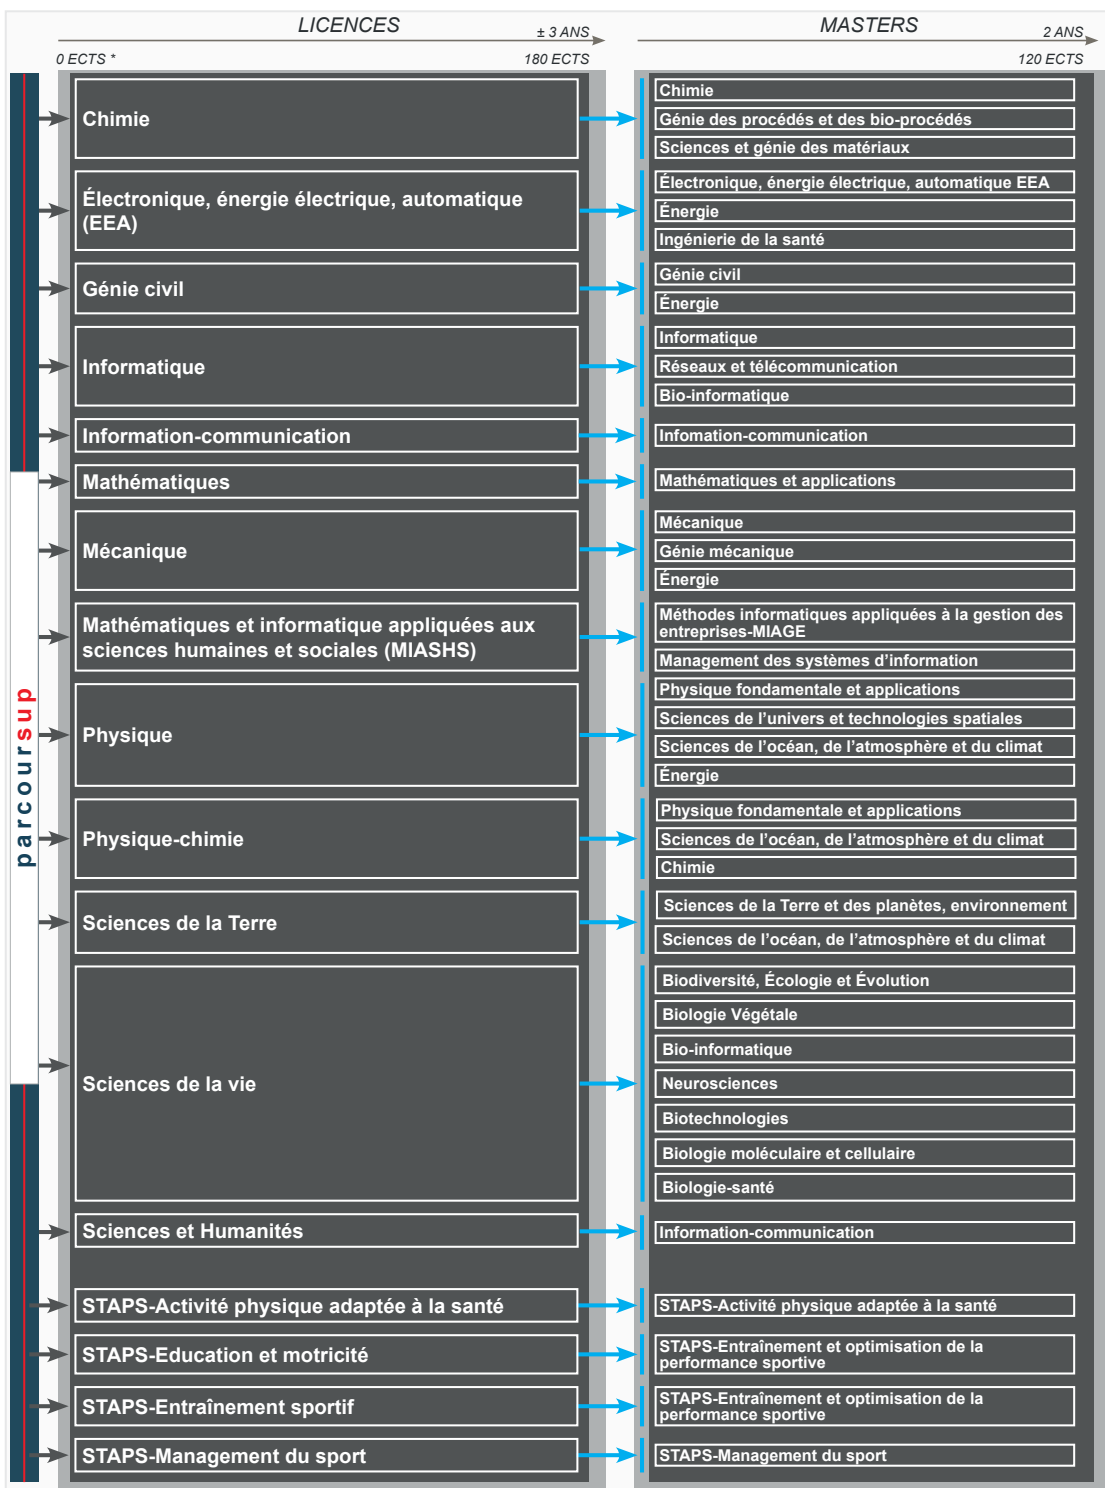 LICENCES
± 3 ANS
MASTERS
2 ANS
0 ECTS *
180 ECTS
120 ECTS
parcoursup
Chimie
Chimie
Génie des procédés et des bio-procédés
Sciences et génie des matériaux
Électronique, énergie électrique, automatique
(EEA)
Électronique, énergie électrique, automatique EEA
Énergie
Ingénierie de la santé
Génie civil
Génie civil
Énergie
Informatique
Informatique
Réseaux et télécommunication
Bio-informatique
Information-communication
Infomation-communication
Mathématiques
Mathématiques et applications
Mécanique
Mécanique
Génie mécanique
Énergie
Mathématiques et informatique appliquées aux
sciences humaines et sociales (MIASHS)
Méthodes informatiques appliquées à la gestion des
entreprises-MIAGE
Management des systèmes d'information
Physique
Physique fondamentale et applications
Sciences de l'univers et technologies spatiales
Sciences de l'océan, de l'atmosphère et du climat
Énergie
Physique-chimie
Physique fondamentale et applications
Sciences de l'océan, de l'atmosphère et du climat
Chimie
Sciences de la Terre
Sciences de la Terre et des planètes, environnement
Sciences de l'océan, de l'atmosphère et du climat
Sciences de la vie
Biodiversité, Écologie et Évolution
Biologie Végétale
Bio-informatique
Neurosciences
Biotechnologies
Biologie moléculaire et cellulaire
Biologie-santé
Sciences et Humanités
Information-communication
STAPS-Activité physique adaptée à la santé
STAPS-Activité physique adaptée à la santé
STAPS-Education et motricité
STAPS-Entraînement et optimisation de la
performance sportive
STAPS-Entraînement sportif
STAPS-Entraînement et optimisation de la
performance sportive
STAPS-Management du sport
STAPS-Management du sport